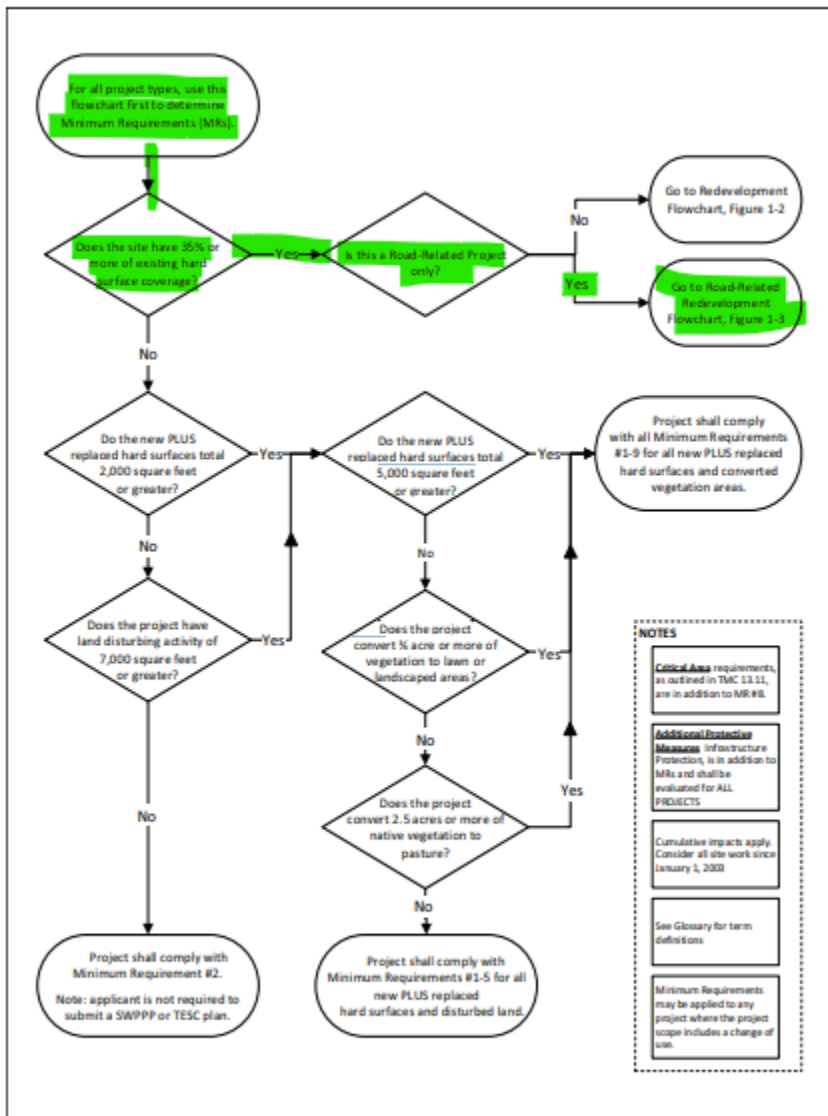 For all project types, use this
flowchart first to determine
Minimum Requirements (MRs).
Does the site have 35% or
more of existing hard
surface coverage?
Yes
Is this a Road-Related Project
only?
No
Go to Redevelopment
Flowchart, Figure 1-2
Yes
Go to Road-Related
Redevelopment
Flowchart, Figure 1-3
No
Do the new PLUS
replaced hard surfaces total
2,000 square feet
or greater?
Yes
Do the new PLUS
replaced hard surfaces total
5,000 square feet
or greater?
Yes
Project shall comply
with all Minimum Requirements
#1-9 for all new PLUS replaced
hard surfaces and converted
vegetation areas.
No
No
Does the project have
land disturbing activity of
7,000 square feet
or greater?
Yes
Does the project
convert ¾ acre or more of
vegetation to lawn or
landscaped areas?
Yes
No
Does the project
convert 2.5 acres or more of
native vegetation to
pasture?
Yes
No
No
Project shall comply with
Minimum Requirement #2.
Note: applicant is not required to
submit a SWPPP or TESC plan.
Project shall comply with
Minimum Requirements #1-5 for all
new PLUS replaced
hard surfaces and disturbed land.
NOTES
Critical Area requirements,
as outlined in TMC 13.11,
are in addition to MR #8.
Additional Protective
Measures Infrastructure
Protection, is in addition to
MRs and shall be
evaluated for ALL
PROJECTS
Cumulative impacts apply.
Consider all site work since
January 1, 2003
See Glossary for term
definitions
Minimum Requirements
may be applied to any
project where the project
scope includes a change of
use.